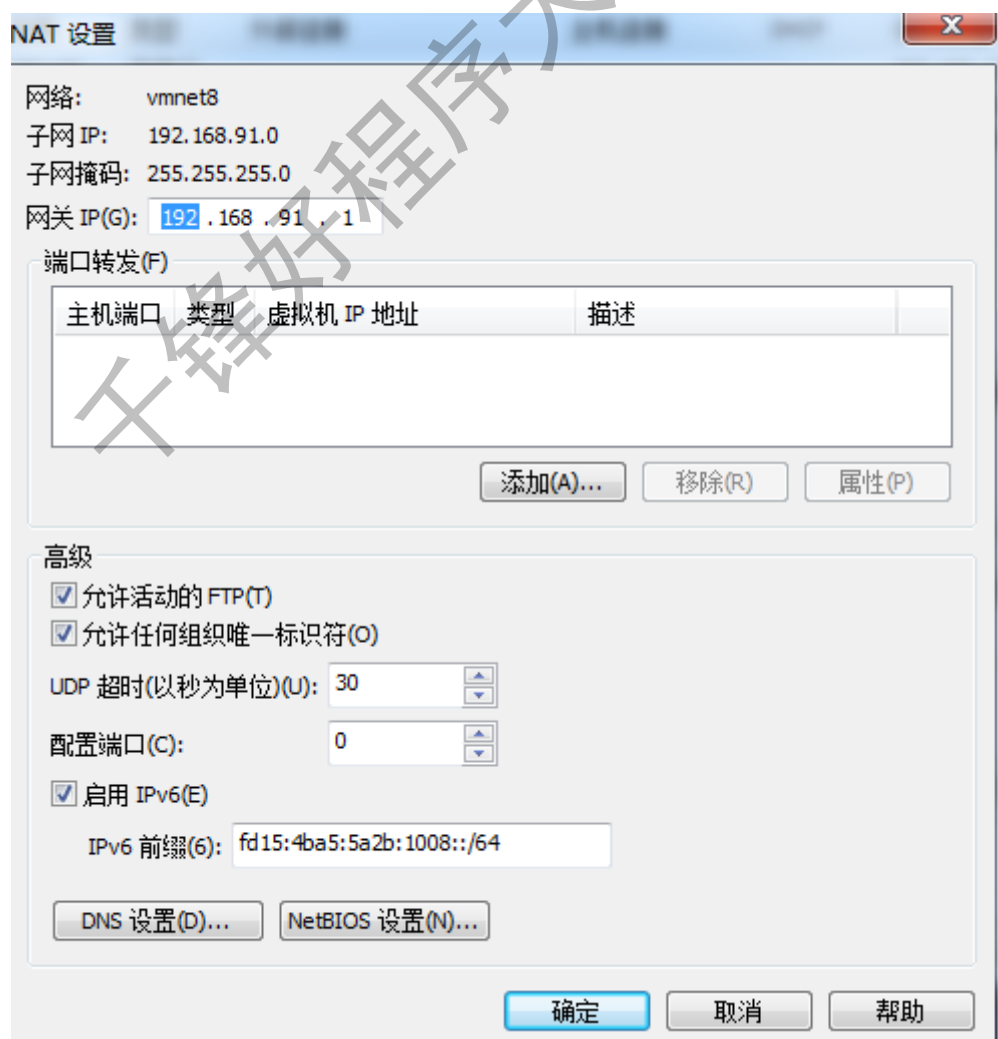 NAT 设置
网络: vmnet8
子网 IP: 192.168.91.0
子网掩码: 255.255.255.0
网关 IP(G): 192 . 168 . 91 . 1
端口转发(F)
主机端口 类型 虚拟机 IP 地址 描述
添加(A)... 移除(R) 属性(P)
高级
允许活动的 FTP(T)
允许任何组织唯一标识符(O)
UDP 超时(以秒为单位)(U): 30
配置端口(C): 0
启用 IPv6(E)
IPv6 前缀(6): fd15:4ba5:5a2b:1008::/64
DNS 设置(D)... NetBIOS 设置(N)...
确定 取消 帮助
千锋好程序